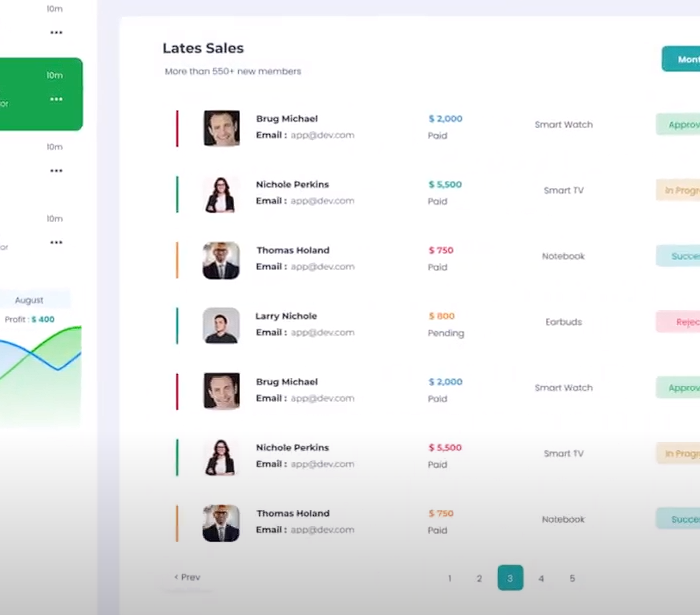 10m
10m
or
10m
10m
or
August
Profit : $ 400
Lates Sales
More than 550+ new members
Mont
Brug Michael $ 2,000 Smart Watch Approv
Email : app@dev.com Paid
Nichole Perkins $ 5,500 Smart TV In Progr
Email : app@dev.com Paid
Thomas Holand $ 750 Notebook Succe
Email : app@dev.com Paid
Larry Nichole $ 800 Earbuds Rejec
Email : app@dev.com Pending
Brug Michael $ 2,000 Smart Watch Approv
Email : app@dev.com Paid
Nichole Perkins $ 5,500 Smart TV In Progr
Email : app@dev.com Paid
Thomas Holand $ 750 Notebook Succe
Email : app@dev.com Paid
‹ Prev 1 2 3 4 5